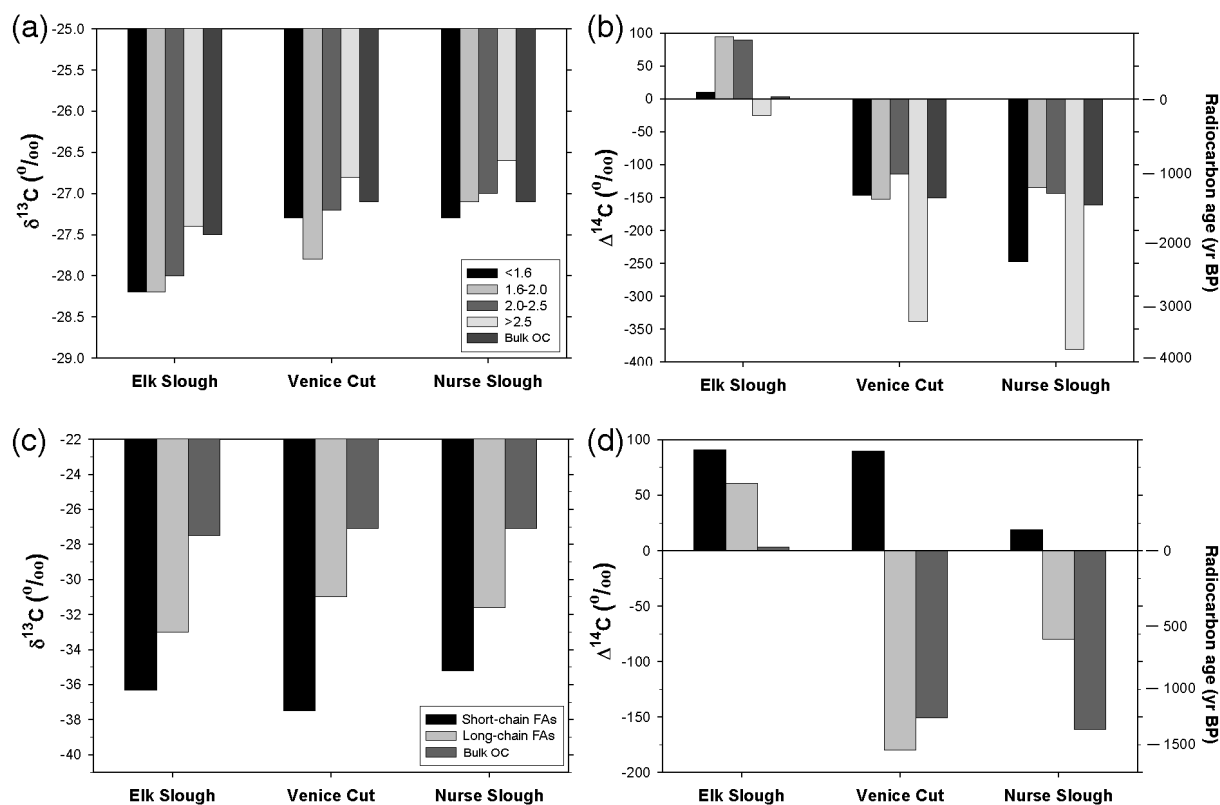 (a)
-25.0
-25.5
-26.0
-26.5
-27.0
-27.5
-28.0
-28.5
-29.0
δ¹³C (⁰/₀₀)
<1.6
1.6-2.0
2.0-2.5
>2.5
Bulk OC
Elk Slough Venice Cut Nurse Slough
(b)
100
50
0
-50
-100
-150
-200
-250
-300
-350
-400
Δ¹⁴C (⁰/₀₀)
0
1000
2000
3000
4000
Radiocarbon age (yr BP)
Elk Slough Venice Cut Nurse Slough
(c)
-22
-24
-26
-28
-30
-32
-34
-36
-38
-40
δ¹³C (⁰/₀₀)
Short-chain FAs
Long-chain FAs
Bulk OC
Elk Slough Venice Cut Nurse Slough
(d)
100
50
0
-50
-100
-150
-200
Δ¹⁴C (⁰/₀₀)
0
500
1000
1500
Radiocarbon age (yr BP)
Elk Slough Venice Cut Nurse Slough